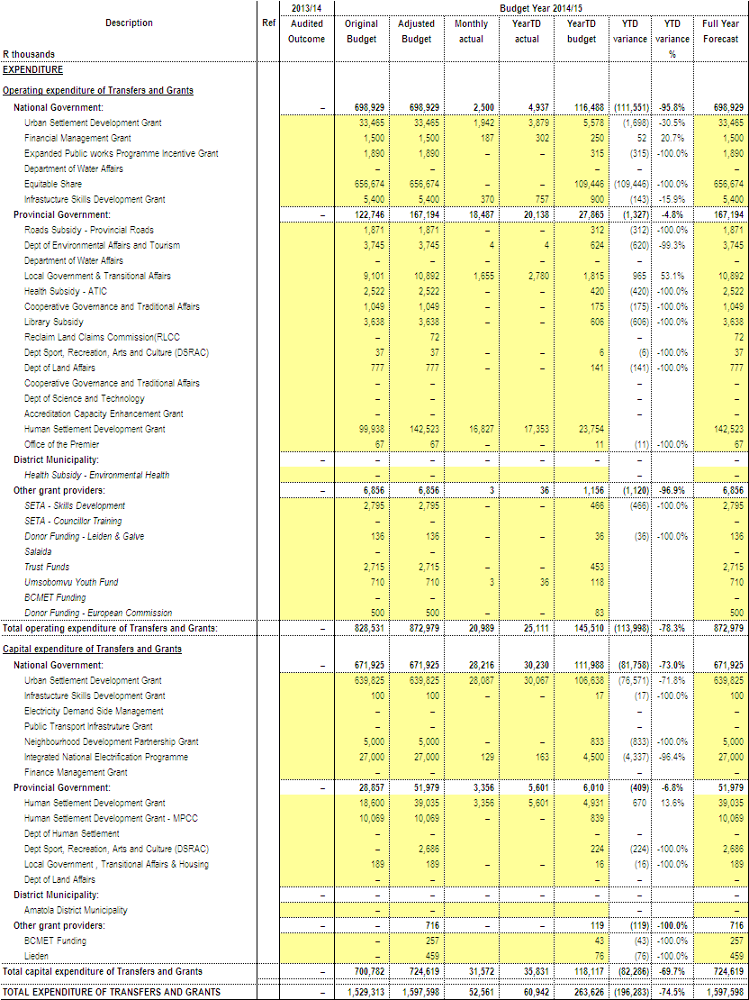 2013/14 Budget Year 2014/15
Description Ref Audited Original Adjusted Monthly YearTD YearTD YTD YTD Full Year
Outcome Budget Budget actual actual budget variance variance Forecast
R thousands %
EXPENDITURE
Operating expenditure of Transfers and Grants
National Government: – 698,929 698,929 2,500 4,937 116,488 (111,551) -95.8% 698,929
Urban Settlement Development Grant 33,465 33,465 1,942 3,879 5,578 (1,698) -30.5% 33,465
Financial Management Grant 1,500 1,500 187 302 250 52 20.7% 1,500
Expanded Public works Programme Incentive Grant 1,890 1,890 – – 315 (315) -100.0% 1,890
Department of Water Affairs – – – – – – –
Equitable Share 656,674 656,674 – – 109,446 (109,446) -100.0% 656,674
Infrastucture Skills Development Grant 5,400 5,400 370 757 900 (143) -15.9% 5,400
Provincial Government: – 122,746 167,194 18,487 20,138 27,865 (1,327) -4.8% 167,194
Roads Subsidy - Provincial Roads 1,871 1,871 – – 312 (312) -100.0% 1,871
Dept of Environmental Affairs and Tourism 3,745 3,745 4 4 624 (620) -99.3% 3,745
Department of Water Affairs – – – – – – –
Local Government & Transitional Affairs 9,101 10,892 1,655 2,780 1,815 965 53.1% 10,892
Health Subsidy - ATIC 2,522 2,522 – – 420 (420) -100.0% 2,522
Cooperative Governance and Traditional Affairs 1,049 1,049 – – 175 (175) -100.0% 1,049
Library Subsidy 3,638 3,638 – – 606 (606) -100.0% 3,638
Reclaim Land Claims Commission(RLCC – 72 – 72
Dept Sport, Recreation, Arts and Culture (DSRAC) 37 37 – – 6 (6) -100.0% 37
Dept of Land Affairs 777 777 – – 141 (141) -100.0% 777
Cooperative Governance and Traditional Affairs – – – –
Dept of Science and Technology – – – –
Accreditation Capacity Enhancement Grant – – – –
Human Settlement Development Grant 99,938 142,523 16,827 17,353 23,754 142,523
Office of the Premier 67 67 – – 11 (11) -100.0% 67
District Municipality: – – – – – – – –
Health Subsidy - Environmental Health – – – –
Other grant providers: – 6,856 6,856 3 36 1,156 (1,120) -96.9% 6,856
SETA - Skills Development 2,795 2,795 – – 466 (466) -100.0% 2,795
SETA - Councillor Training – – – –
Donor Funding - Leiden & Galve 136 136 – – 36 (36) -100.0% 136
Salaida – – –
Trust Funds 2,715 2,715 – – 453 2,715
Umsobomvu Youth Fund 710 710 3 36 118 710
BCMET Funding – – –
Donor Funding - European Commission 500 500 – – 83 500
Total operating expenditure of Transfers and Grants: – 828,531 872,979 20,989 25,111 145,510 (113,998) -78.3% 872,979
Capital expenditure of Transfers and Grants
National Government: – 671,925 671,925 28,216 30,230 111,988 (81,758) -73.0% 671,925
Urban Settlement Development Grant 639,825 639,825 28,087 30,067 106,638 (76,571) -71.8% 639,825
Infrastucture Skills Development Grant 100 100 – – 17 (17) -100.0% 100
Electricity Demand Side Management – – – –
Public Transport Infrastruture Grant – – – –
Neighbourhood Development Partnership Grant 5,000 5,000 – – 833 (833) -100.0% 5,000
Integrated National Electrification Programme 27,000 27,000 129 163 4,500 (4,337) -96.4% 27,000
Finance Management Grant – – – –
Provincial Government: – 28,857 51,979 3,356 5,601 6,010 (409) -6.8% 51,979
Human Settlement Development Grant 18,600 39,035 3,356 5,601 4,931 670 13.6% 39,035
Human Settlement Development Grant - MPCC 10,069 10,069 – – 839 10,069
Dept of Human Settlement – – – – –
Dept Sport, Recreation, Arts and Culture (DSRAC) – 2,686 224 (224) -100.0% 2,686
Local Government , Transitional Affairs & Housing 189 189 – – 16 (16) -100.0% 189
Dept of Land Affairs – – – – –
District Municipality: – – – – – – – –
Amatola District Municipality – – – –
Other grant providers: – – 716 – – 119 (119) -100.0% 716
BCMET Funding – 257 43 (43) -100.0% 257
Lieden – 459 76 (76) -100.0% 459
Total capital expenditure of Transfers and Grants – 700,782 724,619 31,572 35,831 118,117 (82,286) -69.7% 724,619
TOTAL EXPENDITURE OF TRANSFERS AND GRANTS – 1,529,313 1,597,598 52,561 60,942 263,626 (196,283) -74.5% 1,597,598